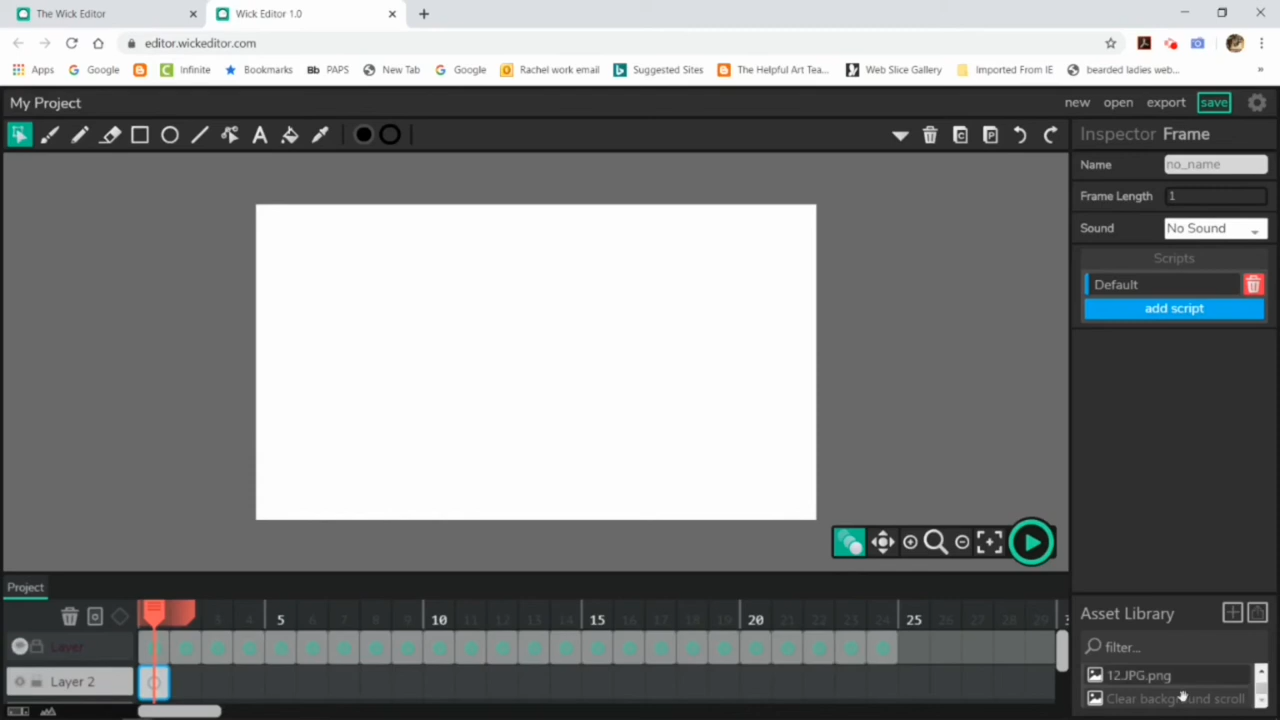 The Wick Editor
Wick Editor 1.0
editor.wickeditor.com
Apps Google Infinite Bookmarks Bb PAPS New Tab Google Rachel work email Suggested Sites The Helpful Art Tea... Web Slice Gallery Imported From IE bearded ladies web... »
My Project
new open export save
Inspector Frame
Name no_name
Frame Length 1
Sound No Sound
Scripts
Default
add script
Project
5 10 15 20 25
Layer
Layer 2
Asset Library
filter...
12.JPG.png
Clear background scroll